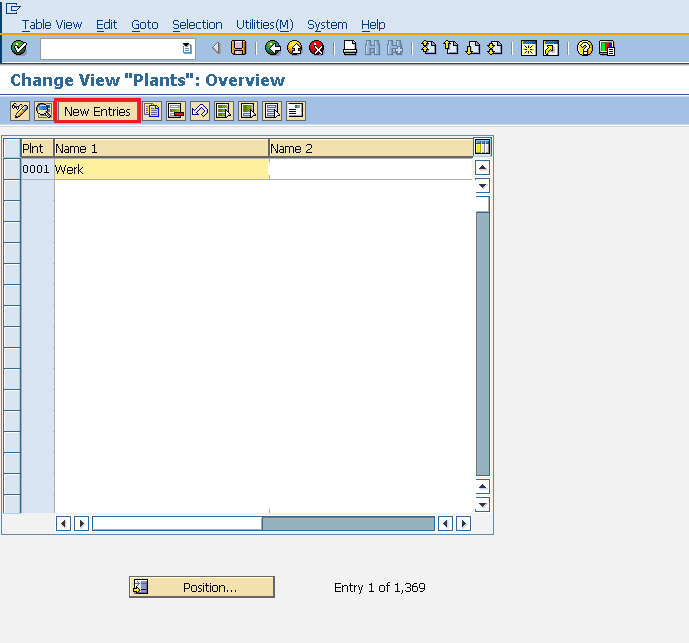 Table View Edit Goto Selection Utilities(M) System Help
Change View "Plants": Overview
New Entries
Plnt Name 1 Name 2
0001 Werk
Position... Entry 1 of 1,369